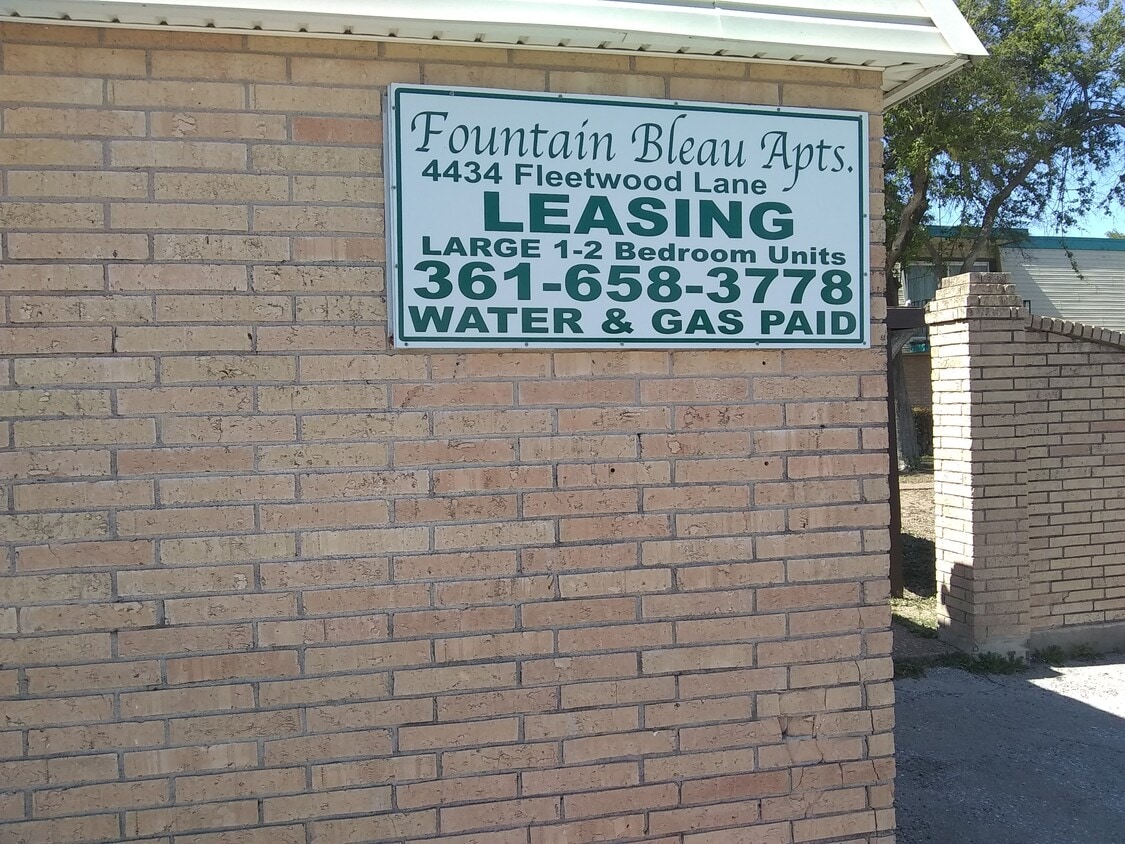 Fountain Bleau Apts.
4434 Fleetwood Lane
LEASING
LARGE 1-2 Bedroom Units
361-658-3778
WATER & GAS PAID